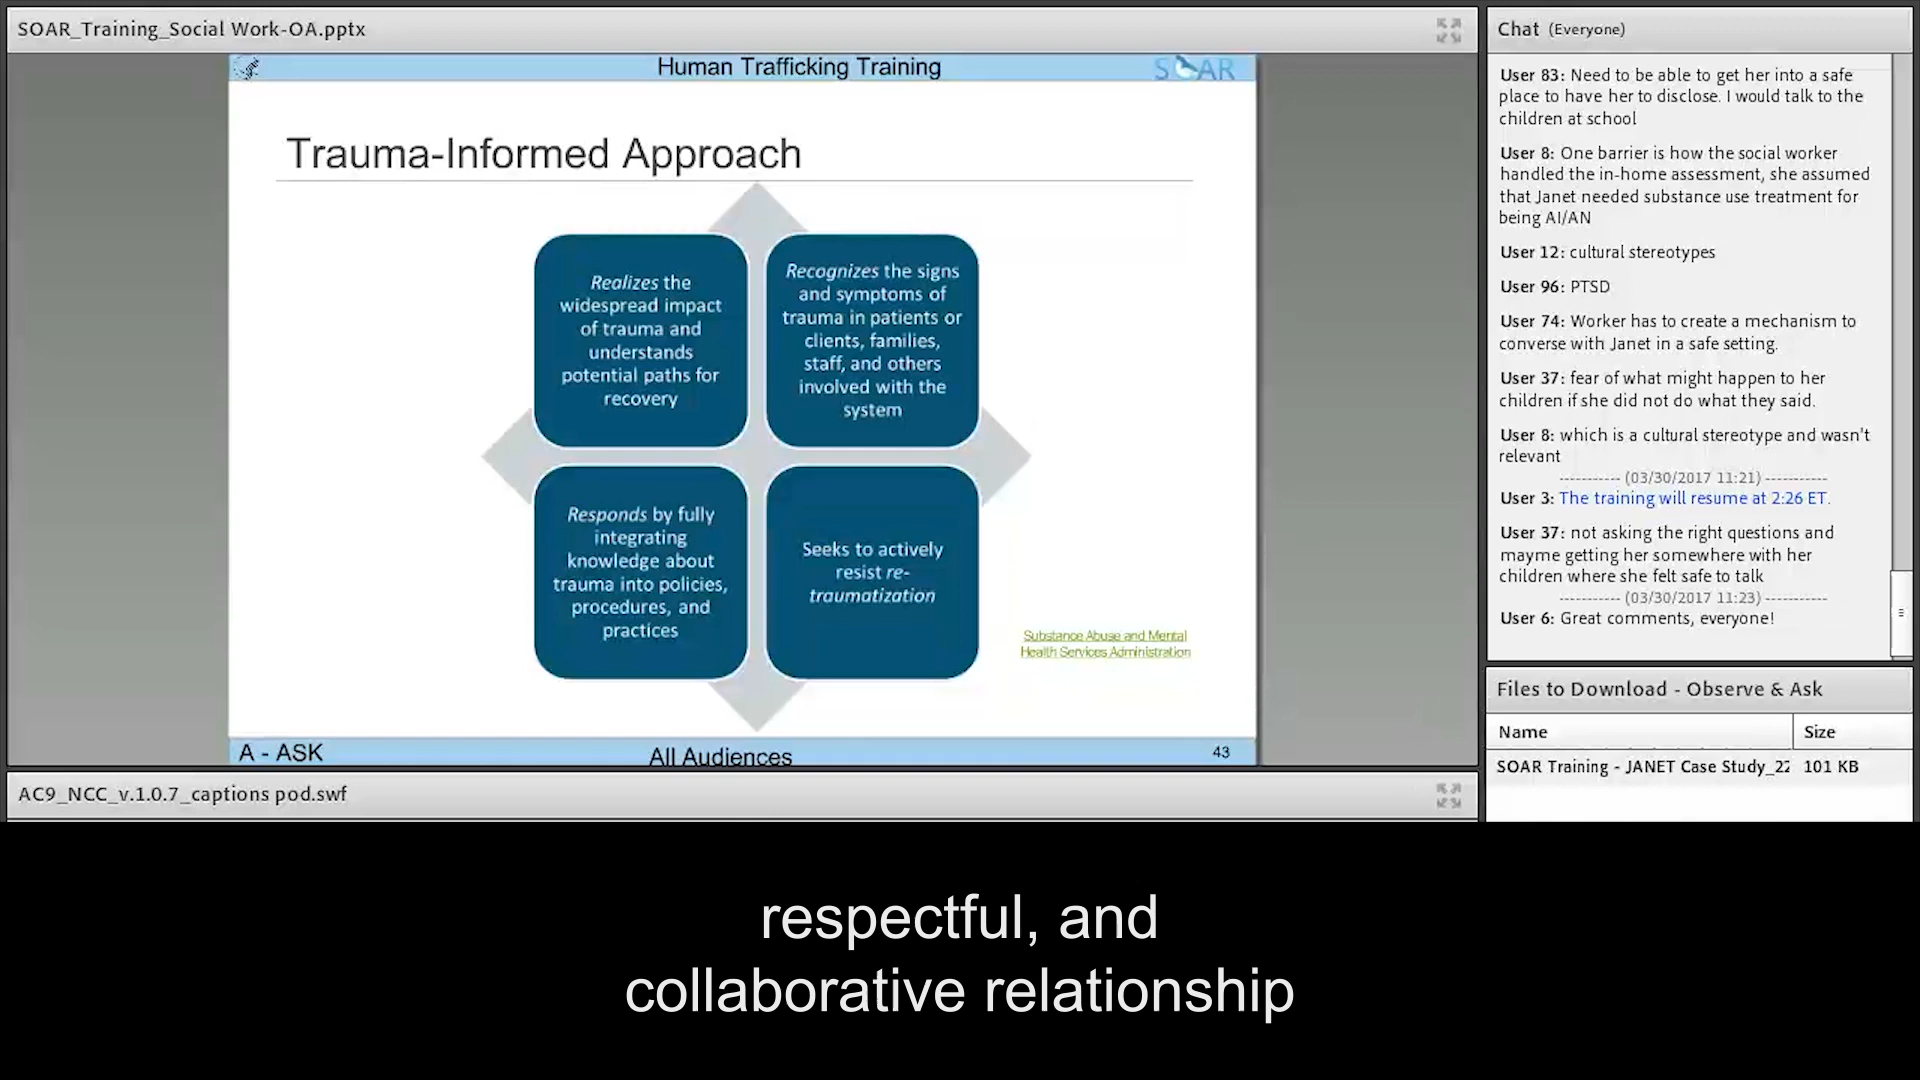 SOAR_Training_Social Work-OA.pptx
Human Trafficking Training
SOAR
Trauma-Informed Approach
Realizes the
widespread impact
of trauma and
understands
potential paths for
recovery
Recognizes the signs
and symptoms of
trauma in patients or
clients, families,
staff, and others
involved with the
system
Responds by fully
integrating
knowledge about
trauma into policies,
procedures, and
practices
Seeks to actively
resist re-
traumatization
Substance Abuse and Mental
Health Services Administration
A - ASK
All Audiences
43
AC9_NCC_v.1.0.7_captions pod.swf
respectful, and
collaborative relationship
Chat (Everyone)
User 83: Need to be able to get her into a safe
place to have her to disclose. I would talk to the
children at school
User 8: One barrier is how the social worker
handled the in-home assessment, she assumed
that Janet needed substance use treatment for
being AI/AN
User 12: cultural stereotypes
User 96: PTSD
User 74: Worker has to create a mechanism to
converse with Janet in a safe setting.
User 37: fear of what might happen to her
children if she did not do what they said.
User 8: which is a cultural stereotype and wasn't
relevant
----------- (03/30/2017 11:21) -----------
User 3: The training will resume at 2:26 ET.
User 37: not asking the right questions and
mayme getting her somewhere with her
children where she felt safe to talk
----------- (03/30/2017 11:23) -----------
User 6: Great comments, everyone!
Files to Download - Observe & Ask
Name Size
SOAR Training - JANET Case Study_22 101 KB